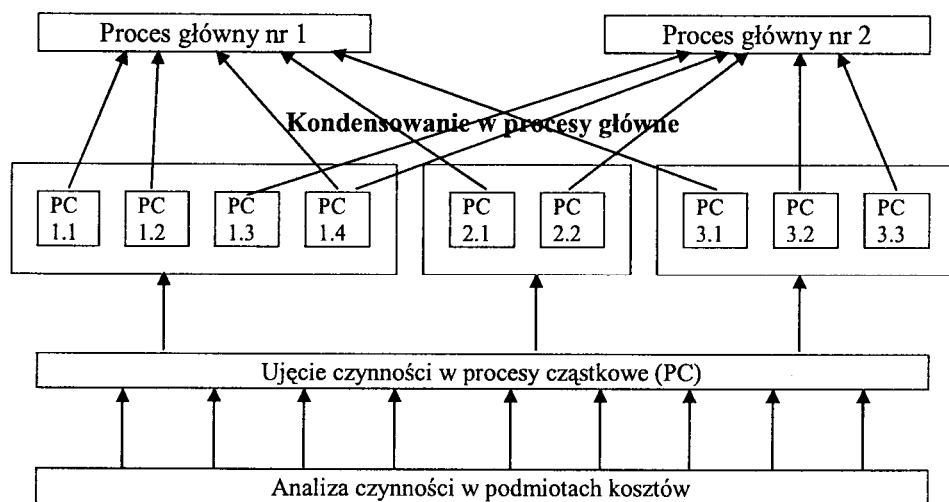 Proces główny nr 1
Proces główny nr 2
Kondensowanie w procesy główne
PC
1.1
PC
1.2
PC
1.3
PC
1.4
PC
2.1
PC
2.2
PC
3.1
PC
3.2
PC
3.3
Ujęcie czynności w procesy cząstkowe (PC)
Analiza czynności w podmiotach kosztów